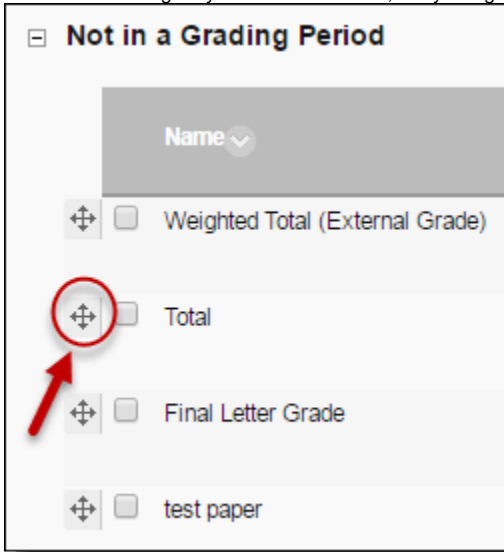 Not in a Grading Period
Name
Weighted Total (External Grade)
Total
Final Letter Grade
test paper